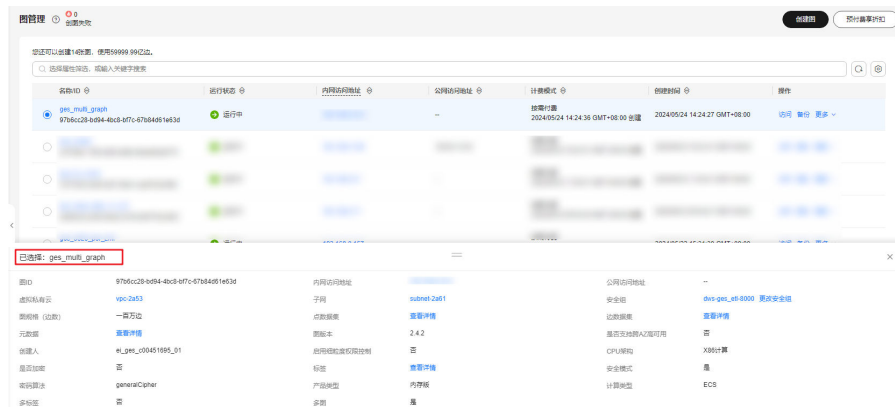 图管理 0 创图失败 创建图 预付费享折扣
您还可以创建14张图，使用59999.99亿边。
选择属性筛选，或输入关键字搜索
名称/ID 运行状态 内网访问地址 公网访问地址 计费模式 创建时间 操作
ges_multi_graph 运行中 -- 按需付费 2024/05/24 14:24:27 GMT+08:00 访问 备份 更多
97b6cc28-bd94-4bc8-bf7c-67b84d61e63d 2024/05/24 14:24:36 GMT+08:00 创建
已选择：ges_multi_graph
图ID 97b6cc28-bd94-4bc8-bf7c-67b84d61e63d 内网访问地址 公网访问地址 --
虚拟私有云 vpc-2a53 子网 subnet-2a61 安全组 dws-ges_etl-8000 更改安全组
图规格（边数） 一百万边 点数据集 查看详情 边数据集 查看详情
元数据 查看详情 图版本 2.4.2 是否支持跨AZ高可用 否
创建人 ei_ges_c00451695_01 启用细粒度权限控制 否 CPU架构 X86计算
是否加密 否 标签 查看详情 安全模式 是
密码算法 generalCipher 产品类型 内存版 计算类型 ECS
多标签 否 多图 是